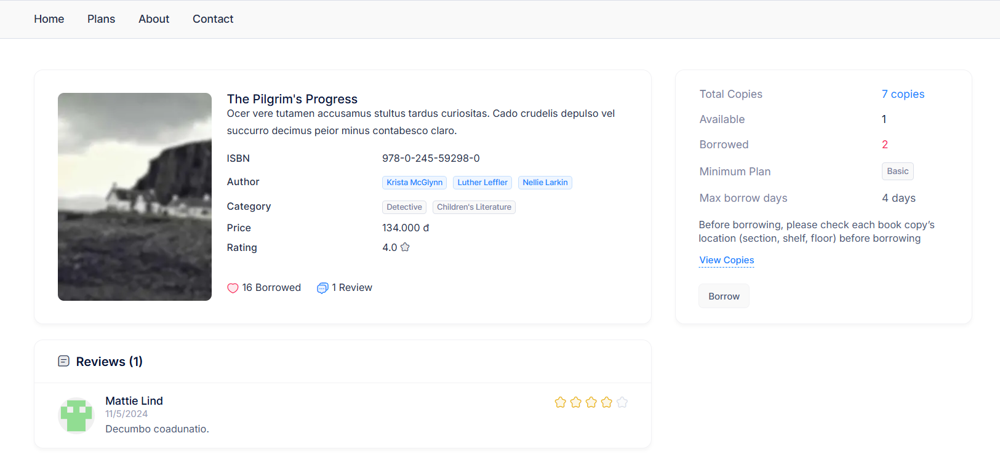 Home Plans About Contact
The Pilgrim's Progress
Ocer vere tutamen accusamus stultus tardus curiositas. Cado crudelis depulso vel
succurro decimus peior minus contabesco claro.
ISBN 978-0-245-59298-0
Author Krista McGlynn Luther Leffler Nellie Larkin
Category Detective Children's Literature
Price 134.000 đ
Rating 4.0
16 Borrowed 1 Review
Total Copies 7 copies
Available 1
Borrowed 2
Minimum Plan Basic
Max borrow days 4 days
Before borrowing, please check each book copy’s
location (section, shelf, floor) before borrowing
View Copies
Borrow
Reviews (1)
Mattie Lind
11/5/2024
Decumbo coadunatio.